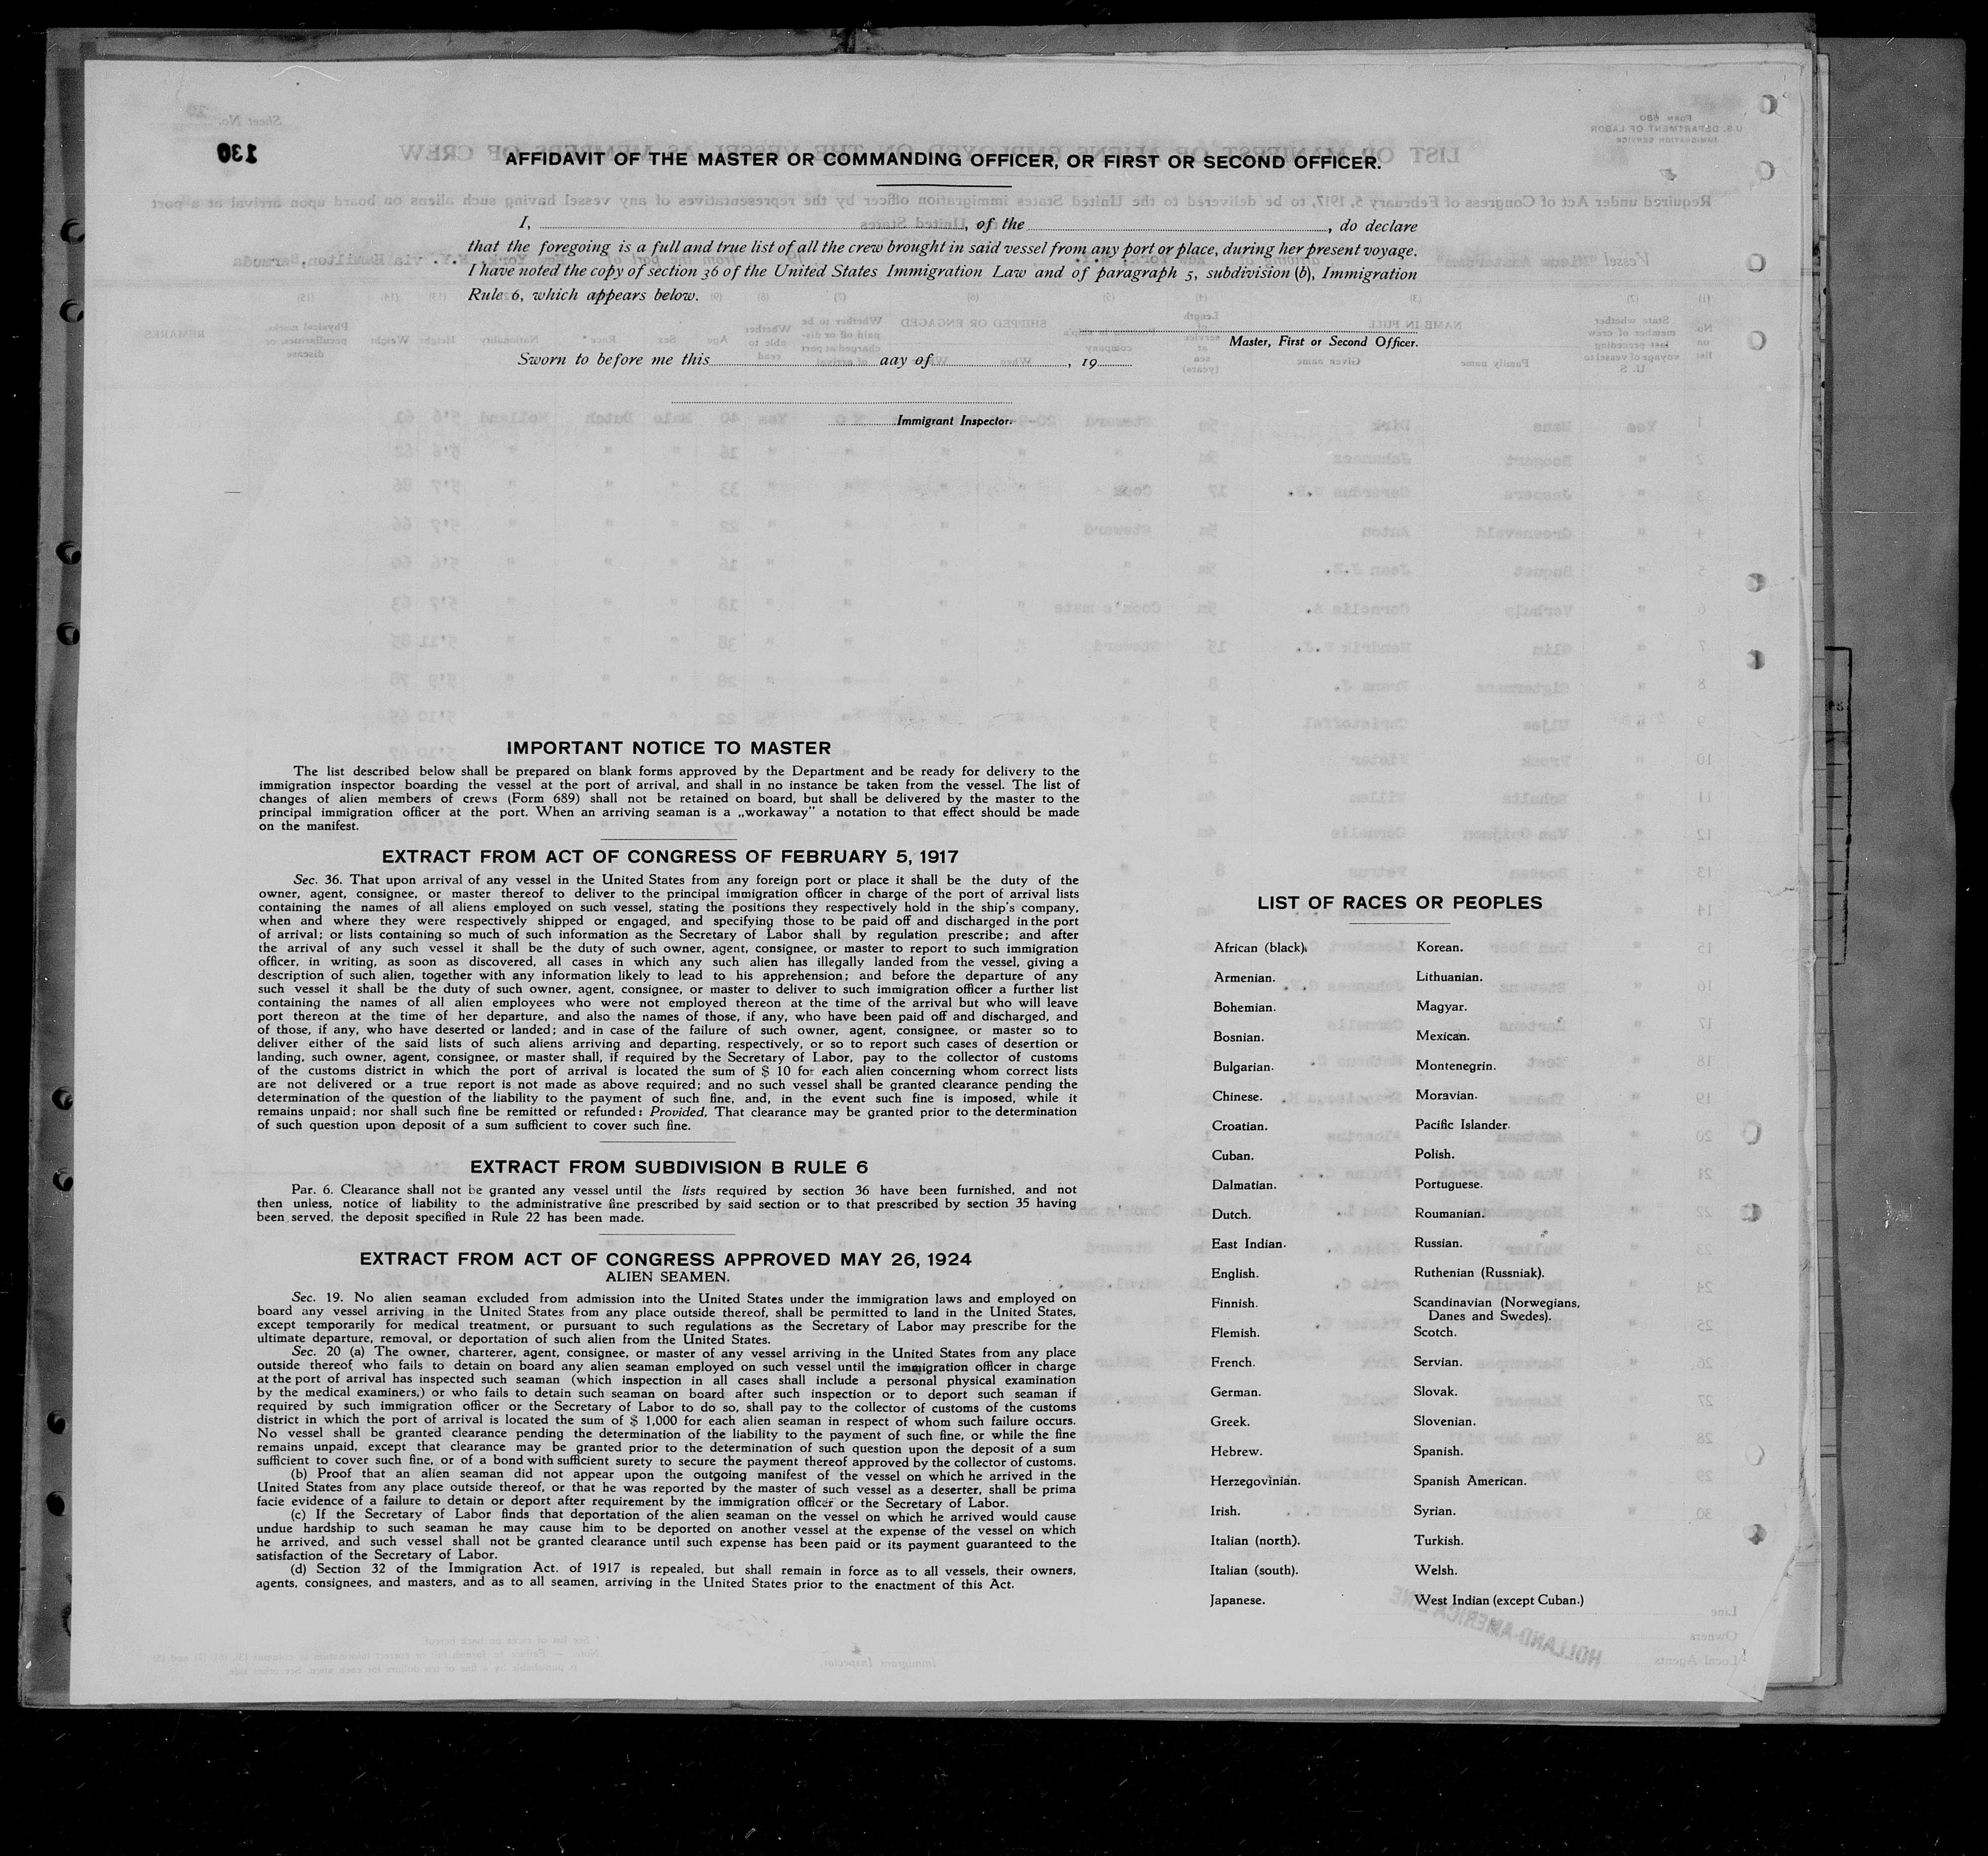 130
AFFIDAVIT OF THE MASTER OR COMMANDING OFFICER, OR FIRST OR SECOND OFFICER.
I, , of the , do declare
that the foregoing is a full and true list of all the crew brought in said vessel from any port or place, during her present voyage.
I have noted the copy of section 36 of the United States Immigration Law and of paragraph 5, subdivision (b), Immigration
Rule 6, which appears below.
Master, First or Second Officer.
Sworn to before me this day of , 19
Immigrant Inspector.
IMPORTANT NOTICE TO MASTER
The list described below shall be prepared on blank forms approved by the Department and be ready for delivery to the
immigration inspector boarding the vessel at the port of arrival, and shall in no instance be taken from the vessel. The list of
changes of alien members of crews (Form 689) shall not be retained on board, but shall be delivered by the master to the
principal immigration officer at the port. When an arriving seaman is a „workaway” a notation to that effect should be made
on the manifest.
EXTRACT FROM ACT OF CONGRESS OF FEBRUARY 5, 1917
Sec. 36. That upon arrival of any vessel in the United States from any foreign port or place it shall be the duty of the
owner, agent, consignee, or master thereof to deliver to the principal immigration officer in charge of the port of arrival lists
containing the names of all aliens employed on such vessel, stating the positions they respectively hold in the ship's company,
when and where they were respectively shipped or engaged, and specifying those to be paid off and discharged in the port
of arrival; or lists containing so much of such information as the Secretary of Labor shall by regulation prescribe; and after
the arrival of any such vessel it shall be the duty of such owner, agent, consignee, or master to report to such immigration
officer, in writing, as soon as discovered, all cases in which any such alien has illegally landed from the vessel, giving a
description of such alien, together with any information likely to lead to his apprehension; and before the departure of any
such vessel it shall be the duty of such owner, agent, consignee, or master to deliver to such immigration officer a further list
containing the names of all alien employees who were not employed thereon at the time of the arrival but who will leave
port thereon at the time of her departure, and also the names of those, if any, who have been paid off and discharged, and
of those, if any, who have deserted or landed; and in case of the failure of such owner, agent, consignee, or master so to
deliver either of the said lists of such aliens arriving and departing, respectively, or so to report such cases of desertion or
landing, such owner, agent, consignee, or master shall, if required by the Secretary of Labor, pay to the collector of customs
of the customs district in which the port of arrival is located the sum of $ 10 for each alien concerning whom correct lists
are not delivered or a true report is not made as above required; and no such vessel shall be granted clearance pending the
determination of the question of the liability to the payment of such fine, and, in the event such fine is imposed, while it
remains unpaid; nor shall such fine be remitted or refunded: Provided, That clearance may be granted prior to the determination
of such question upon deposit of a sum sufficient to cover such fine.
EXTRACT FROM SUBDIVISION B RULE 6
Par. 6. Clearance shall not be granted any vessel until the lists required by section 36 have been furnished, and not
then unless, notice of liability to the administrative fine prescribed by said section or to that prescribed by section 35 having
been served, the deposit specified in Rule 22 has been made.
EXTRACT FROM ACT OF CONGRESS APPROVED MAY 26, 1924
ALIEN SEAMEN.
Sec. 19. No alien seaman excluded from admission into the United States under the immigration laws and employed on
board any vessel arriving in the United States from any place outside thereof, shall be permitted to land in the United States,
except temporarily for medical treatment, or pursuant to such regulations as the Secretary of Labor may prescribe for the
ultimate departure, removal, or deportation of such alien from the United States.
Sec. 20 (a) The owner, charterer, agent, consignee, or master of any vessel arriving in the United States from any place
outside thereof who fails to detain on board any alien seaman employed on such vessel until the immigration officer in charge
at the port of arrival has inspected such seaman (which inspection in all cases shall include a personal physical examination
by the medical examiners,) or who fails to detain such seaman on board after such inspection or to deport such seaman if
required by such immigration officer or the Secretary of Labor to do so, shall pay to the collector of customs of the customs
district in which the port of arrival is located the sum of $ 1,000 for each alien seaman in respect of whom such failure occurs.
No vessel shall be granted clearance pending the determination of the liability to the payment of such fine, or while the fine
remains unpaid, except that clearance may be granted prior to the determination of such question upon the deposit of a sum
sufficient to cover such fine, or of a bond with sufficient surety to secure the payment thereof approved by the collector of customs.
(b) Proof that an alien seaman did not appear upon the outgoing manifest of the vessel on which he arrived in the
United States from any place outside thereof, or that he was reported by the master of such vessel as a deserter, shall be prima
facie evidence of a failure to detain or deport after requirement by the immigration officer or the Secretary of Labor.
(c) If the Secretary of Labor finds that deportation of the alien seaman on the vessel on which he arrived would cause
undue hardship to such seaman he may cause him to be deported on another vessel at the expense of the vessel on which
he arrived, and such vessel shall not be granted clearance until such expense has been paid or its payment guaranteed to the
satisfaction of the Secretary of Labor.
(d) Section 32 of the Immigration Act. of 1917 is repealed, but shall remain in force as to all vessels, their owners,
agents, consignees, and masters, and as to all seamen, arriving in the United States prior to the enactment of this Act.
LIST OF RACES OR PEOPLES
African (black).
Armenian.
Bohemian.
Bosnian.
Bulgarian.
Chinese.
Croatian.
Cuban.
Dalmatian.
Dutch.
East Indian.
English.
Finnish.
Flemish.
French.
German.
Greek.
Hebrew.
Herzegovinian.
Irish.
Italian (north).
Italian (south).
Japanese.
Korean.
Lithuanian.
Magyar.
Mexican.
Montenegrin.
Moravian.
Pacific Islander.
Polish.
Portuguese.
Roumanian.
Russian.
Ruthenian (Russniak).
Scandinavian (Norwegians,
Danes and Swedes).
Scotch.
Servian.
Slovak.
Slovenian.
Spanish.
Spanish American.
Syrian.
Turkish.
Welsh.
West Indian (except Cuban.)
HOLLAND-AMERICA LINE